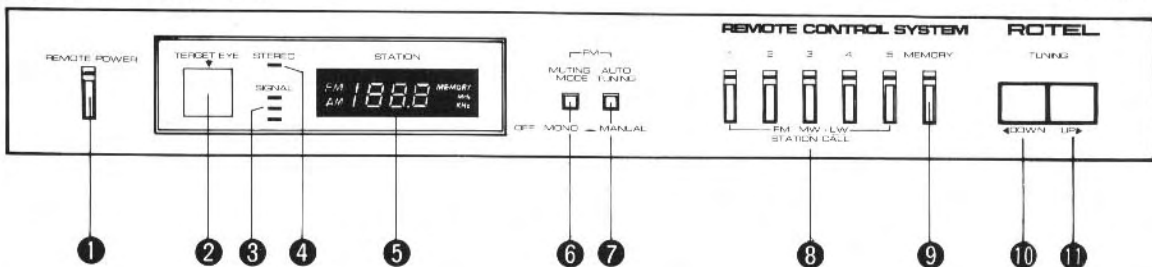 REMOTE CONTROL SYSTEM ROTEL
REMOTE POWER
TERGET EYE STEREO STATION
FM
1 2 3 4 5 MEMORY TUNING
MUTING MODE AUTO TUNING
SIGNAL
FM 188.8 MEMORY
AM MHz
KHz
OFF MONO MANUAL
FM · MW · LW
STATION CALL
◀DOWN UP▶
1 2 3 4 5 6 7 8 9 10 11